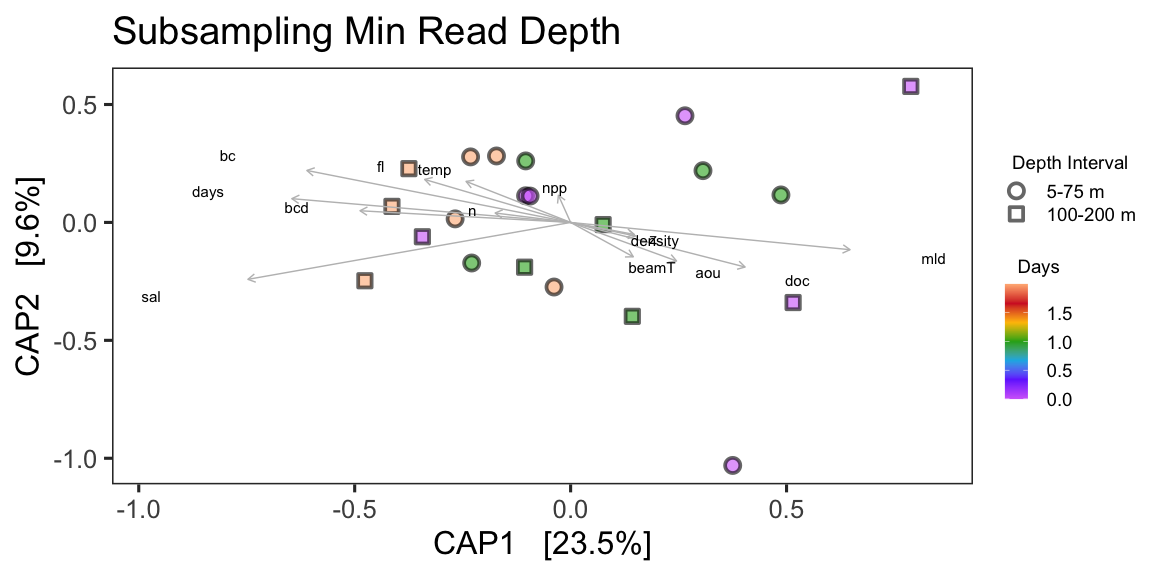 Subsampling Min Read Depth
CAP2 [9.6%]
0.5
0.0
-0.5
-1.0
bc
fl
temp
days
bcd
n
npp
sal
density
z
beamT
aou
doc
mld
-1.0
-0.5
0.0
0.5
CAP1 [23.5%]
Depth Interval
5-75 m
100-200 m
Days
1.5
1.0
0.5
0.0